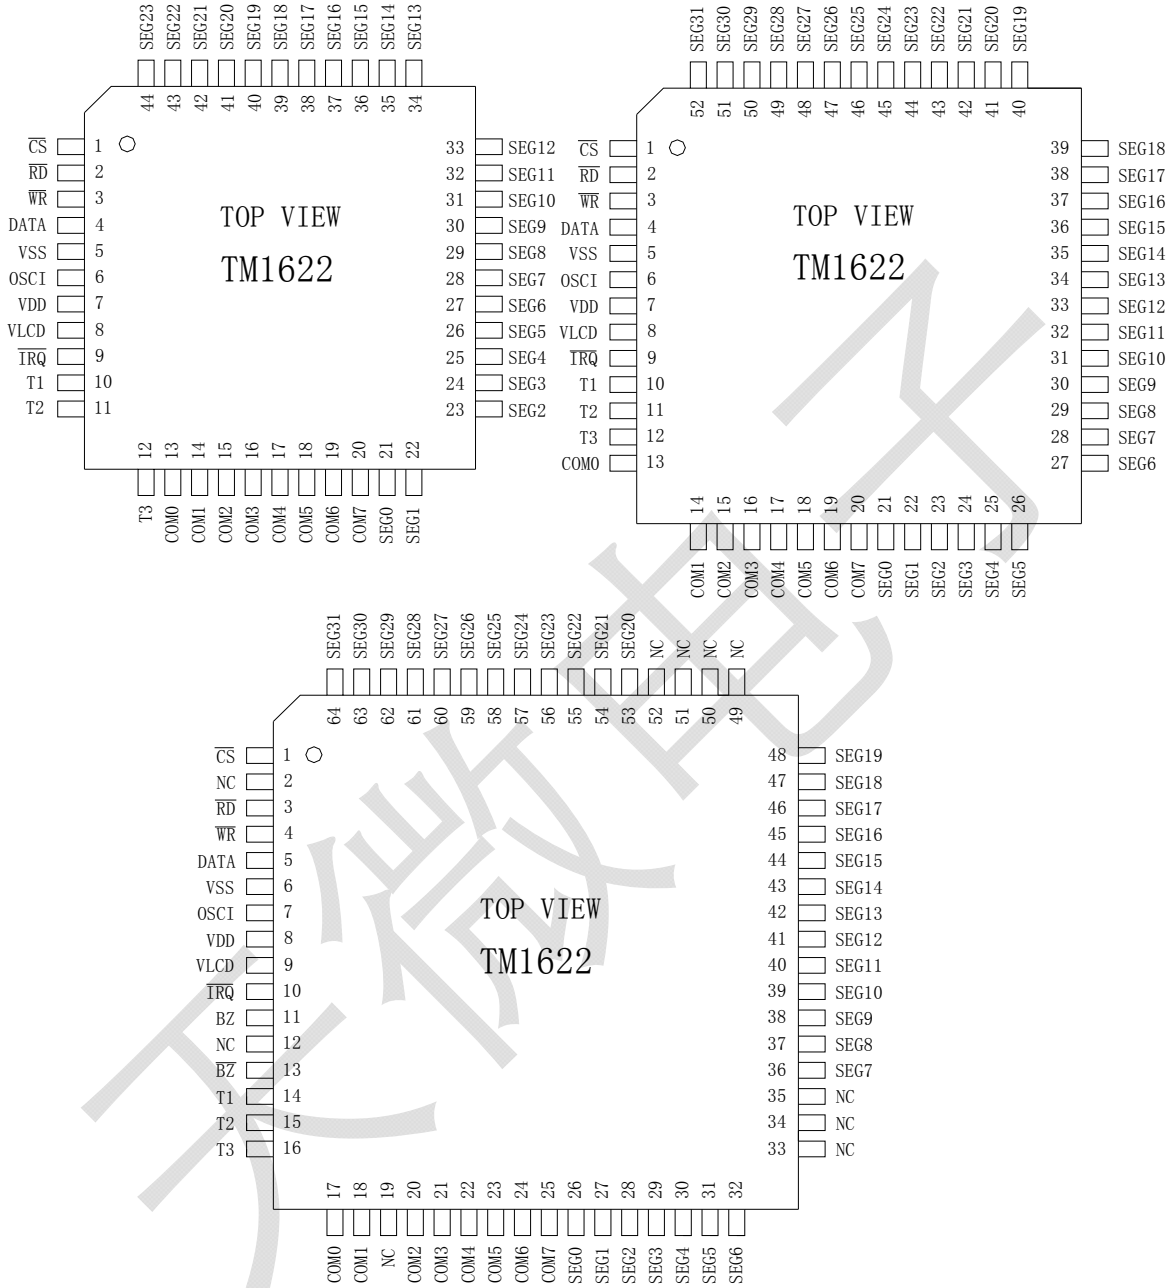 SEG23 SEG22 SEG21 SEG20 SEG19 SEG18 SEG17 SEG16 SEG15 SEG14 SEG13
44 43 42 41 40 39 38 37 36 35 34
CS 1 33 SEG12
RD 2 32 SEG11
WR 3 31 SEG10
DATA 4 30 SEG9
VSS 5 29 SEG8
OSCI 6 28 SEG7
VDD 7 27 SEG6
VLCD 8 26 SEG5
IRQ 9 25 SEG4
T1 10 24 SEG3
T2 11 23 SEG2
TOP VIEW
TM1622
12 13 14 15 16 17 18 19 20 21 22
T3 COM0 COM1 COM2 COM3 COM4 COM5 COM6 COM7 SEG0 SEG1
SEG31 SEG30 SEG29 SEG28 SEG27 SEG26 SEG25 SEG24 SEG23 SEG22 SEG21 SEG20 SEG19
52 51 50 49 48 47 46 45 44 43 42 41 40
CS 1 39 SEG18
RD 2 38 SEG17
WR 3 37 SEG16
DATA 4 36 SEG15
VSS 5 35 SEG14
OSCI 6 34 SEG13
VDD 7 33 SEG12
VLCD 8 32 SEG11
IRQ 9 31 SEG10
T1 10 30 SEG9
T2 11 29 SEG8
T3 12 28 SEG7
COM0 13 27 SEG6
TOP VIEW
TM1622
14 15 16 17 18 19 20 21 22 23 24 25 26
COM1 COM2 COM3 COM4 COM5 COM6 COM7 SEG0 SEG1 SEG2 SEG3 SEG4 SEG5
SEG31 SEG30 SEG29 SEG28 SEG27 SEG26 SEG25 SEG24 SEG23 SEG22 SEG21 SEG20 NC NC NC NC
64 63 62 61 60 59 58 57 56 55 54 53 52 51 50 49
CS 1 48 SEG19
NC 2 47 SEG18
RD 3 46 SEG17
WR 4 45 SEG16
DATA 5 44 SEG15
VSS 6 43 SEG14
OSCI 7 42 SEG13
VDD 8 41 SEG12
VLCD 9 40 SEG11
IRQ 10 39 SEG10
BZ 11 38 SEG9
NC 12 37 SEG8
BZ 13 36 SEG7
T1 14 35 NC
T2 15 34 NC
T3 16 33 NC
TOP VIEW
TM1622
17 18 19 20 21 22 23 24 25 26 27 28 29 30 31 32
COM0 COM1 NC COM2 COM3 COM4 COM5 COM6 COM7 SEG0 SEG1 SEG2 SEG3 SEG4 SEG5 SEG6
天微电子